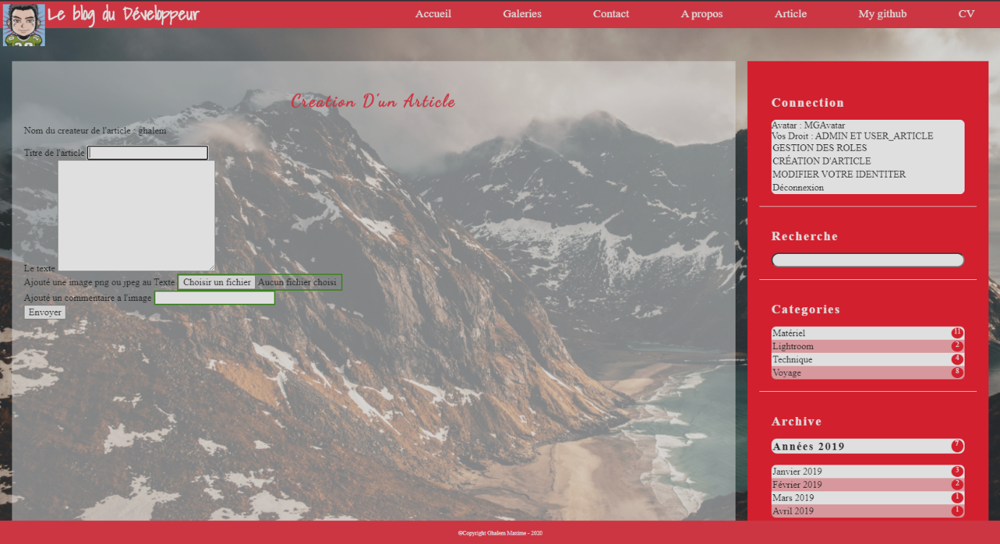 Le blog du Développeur
Accueil
Galeries
Contact
A propos
Article
My github
CV
Creation D'un Article
Nom du createur de l'article : ghalem
Titre de l'article
Le texte
Ajouté une image png ou jpeg au Texte Choisir un fichier Aucun fichier choisi
Ajouté un commentaire a l'image
Envoyer
Connection
Avatar : MGAvatar
Vos Droit : ADMIN ET USER_ARTICLE
GESTION DES ROLES
CRÉATION D'ARTICLE
MODIFIER VOTRE IDENTITER
Déconnexion
Recherche
Categories
Matériel 11
Lightroom 2
Technique 4
Voyage 8
Archive
Années 2019 7
Janvier 2019 3
Février 2019 2
Mars 2019 1
Avril 2019 1
©Copyright Ghalem Maxime - 2020